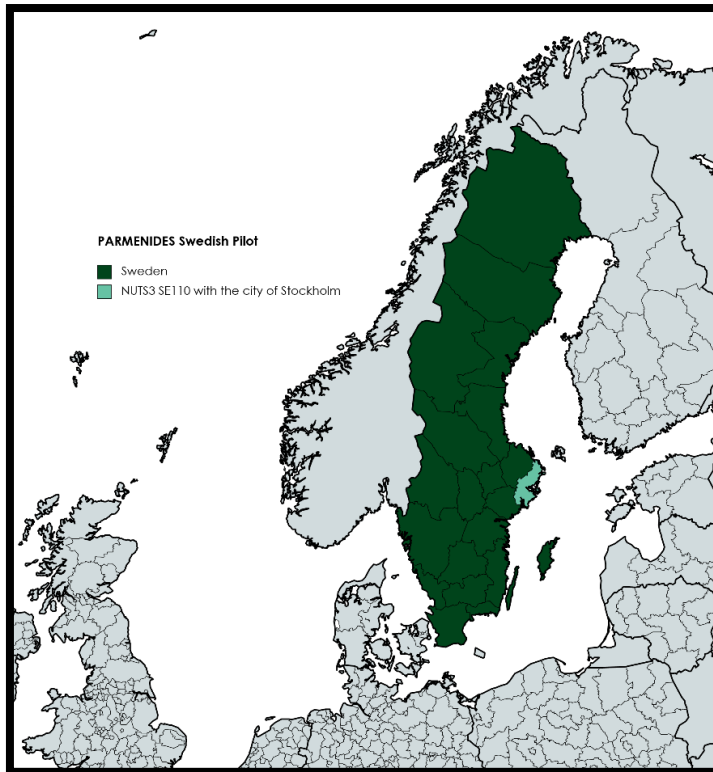 PARMENIDES Swedish Pilot
Sweden
NUTS3 SE110 with the city of Stockholm